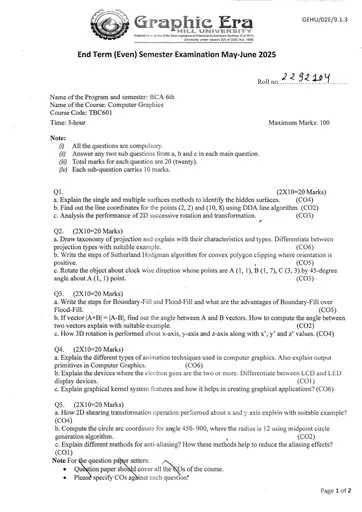 GEHU/02E/9.1.3
Graphic Era
HILL UNIVERSITY
End Term (Even) Semester Examination May-June 2025
Roll no. 2292104
Name of the Program and semester: BCA 6th
Name of the Course: Computer Graphics
Course Code: TBC601
Time: 3-hour Maximum Marks: 100
Note:
(i) All the questions are compulsory.
(ii) Answer any two sub questions from a, b and c in each main question.
(iii) Total marks for each question are 20 (twenty).
(iv) Each sub-question carries 10 marks.
Q1. (2X10=20 Marks)
a. Explain the single and multiple surfaces methods to identify the hidden surfaces. (CO4)
b. Find out the line coordinates for the points (2, 2) and (10, 8) using DDA line algorithm. (CO2)
c. Analysis the performance of 2D successive rotation and transformation. (CO3)
Q2. (2X10=20 Marks)
a. Draw taxonomy of projection and explain with their characteristics and types. Differentiate between
projection types with suitable example. (CO6)
b. Write the steps of Sutherland Hodgman algorithm for convex polygon clipping where orientation is
positive. (CO5)
c. Rotate the object about clock wise direction whose points are A (1, 1), B (1, 7), C (3, 3) by 45-degree
angle about A (1, 1) point. (CO3)
Q3. (2X10=20 Marks)
a. Write the steps for Boundary-Fill and Flood-Fill and what are the advantages of Boundary-Fill over
Flood-Fill. (CO5)
b. If vector |A+B| = |A-B|, find out the angle between A and B vectors. How to compute the angle between
two vectors explain with suitable example. (CO2)
c. How 3D rotation is performed about x-axis, y-axis and z-axis along with x', y' and z' values. (CO4)
Q4. (2X10=20 Marks)
a. Explain the different types of animation techniques used in computer graphics. Also explain output
primitives in Computer Graphics. (CO6)
b. Explain the devices where the electron guns are the two or more. Differentiate between LCD and LED
display devices. (CO1)
c. Explain graphical kernel system features and how it helps in creating graphical applications? (CO6)
Q5. (2X10=20 Marks)
a. How 2D shearing transformation operation performed about x and y axis explain with suitable example?
(CO4)
b. Compute the circle arc coordinate for angle 450- 900, where the radius is 12 using midpoint circle
generation algorithm. (CO2)
c. Explain different methods for anti-aliasing? How these methods help to reduce the aliasing effects?
(CO1)
Note For the question paper setters:
• Question paper should cover all the COs of the course.
• Please specify COs against each question
Page 1 of 2